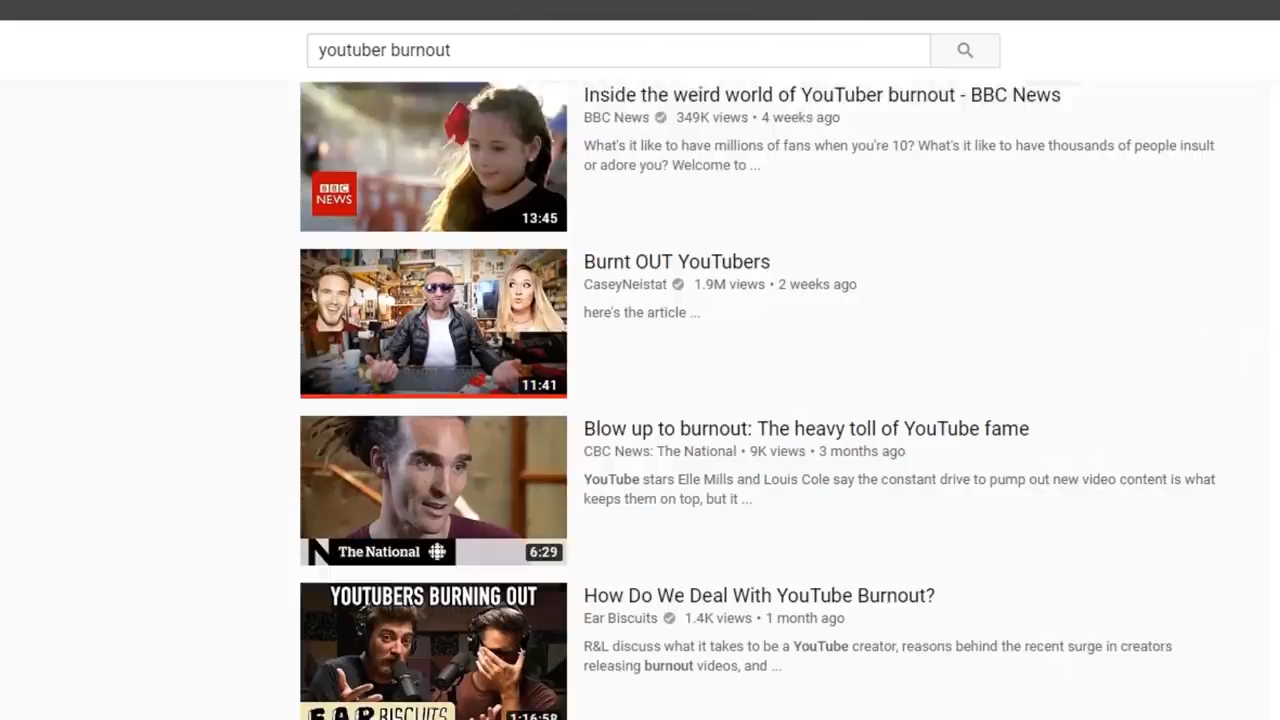 youtuber burnout
Inside the weird world of YouTuber burnout - BBC News
BBC News 349K views • 4 weeks ago
What's it like to have millions of fans when you're 10? What's it like to have thousands of people insult
or adore you? Welcome to ...
BBC
NEWS
13:45
Burnt OUT YouTubers
CaseyNeistat 1.9M views • 2 weeks ago
here's the article ...
11:41
Blow up to burnout: The heavy toll of YouTube fame
CBC News: The National • 9K views • 3 months ago
YouTube stars Elle Mills and Louis Cole say the constant drive to pump out new video content is what
keeps them on top, but it ...
N The National
6:29
YOUTUBERS BURNING OUT
How Do We Deal With YouTube Burnout?
Ear Biscuits 1.4K views • 1 month ago
R&L discuss what it takes to be a YouTube creator, reasons behind the recent surge in creators
releasing burnout videos, and ...
EAR BISCUITS
1:16:58